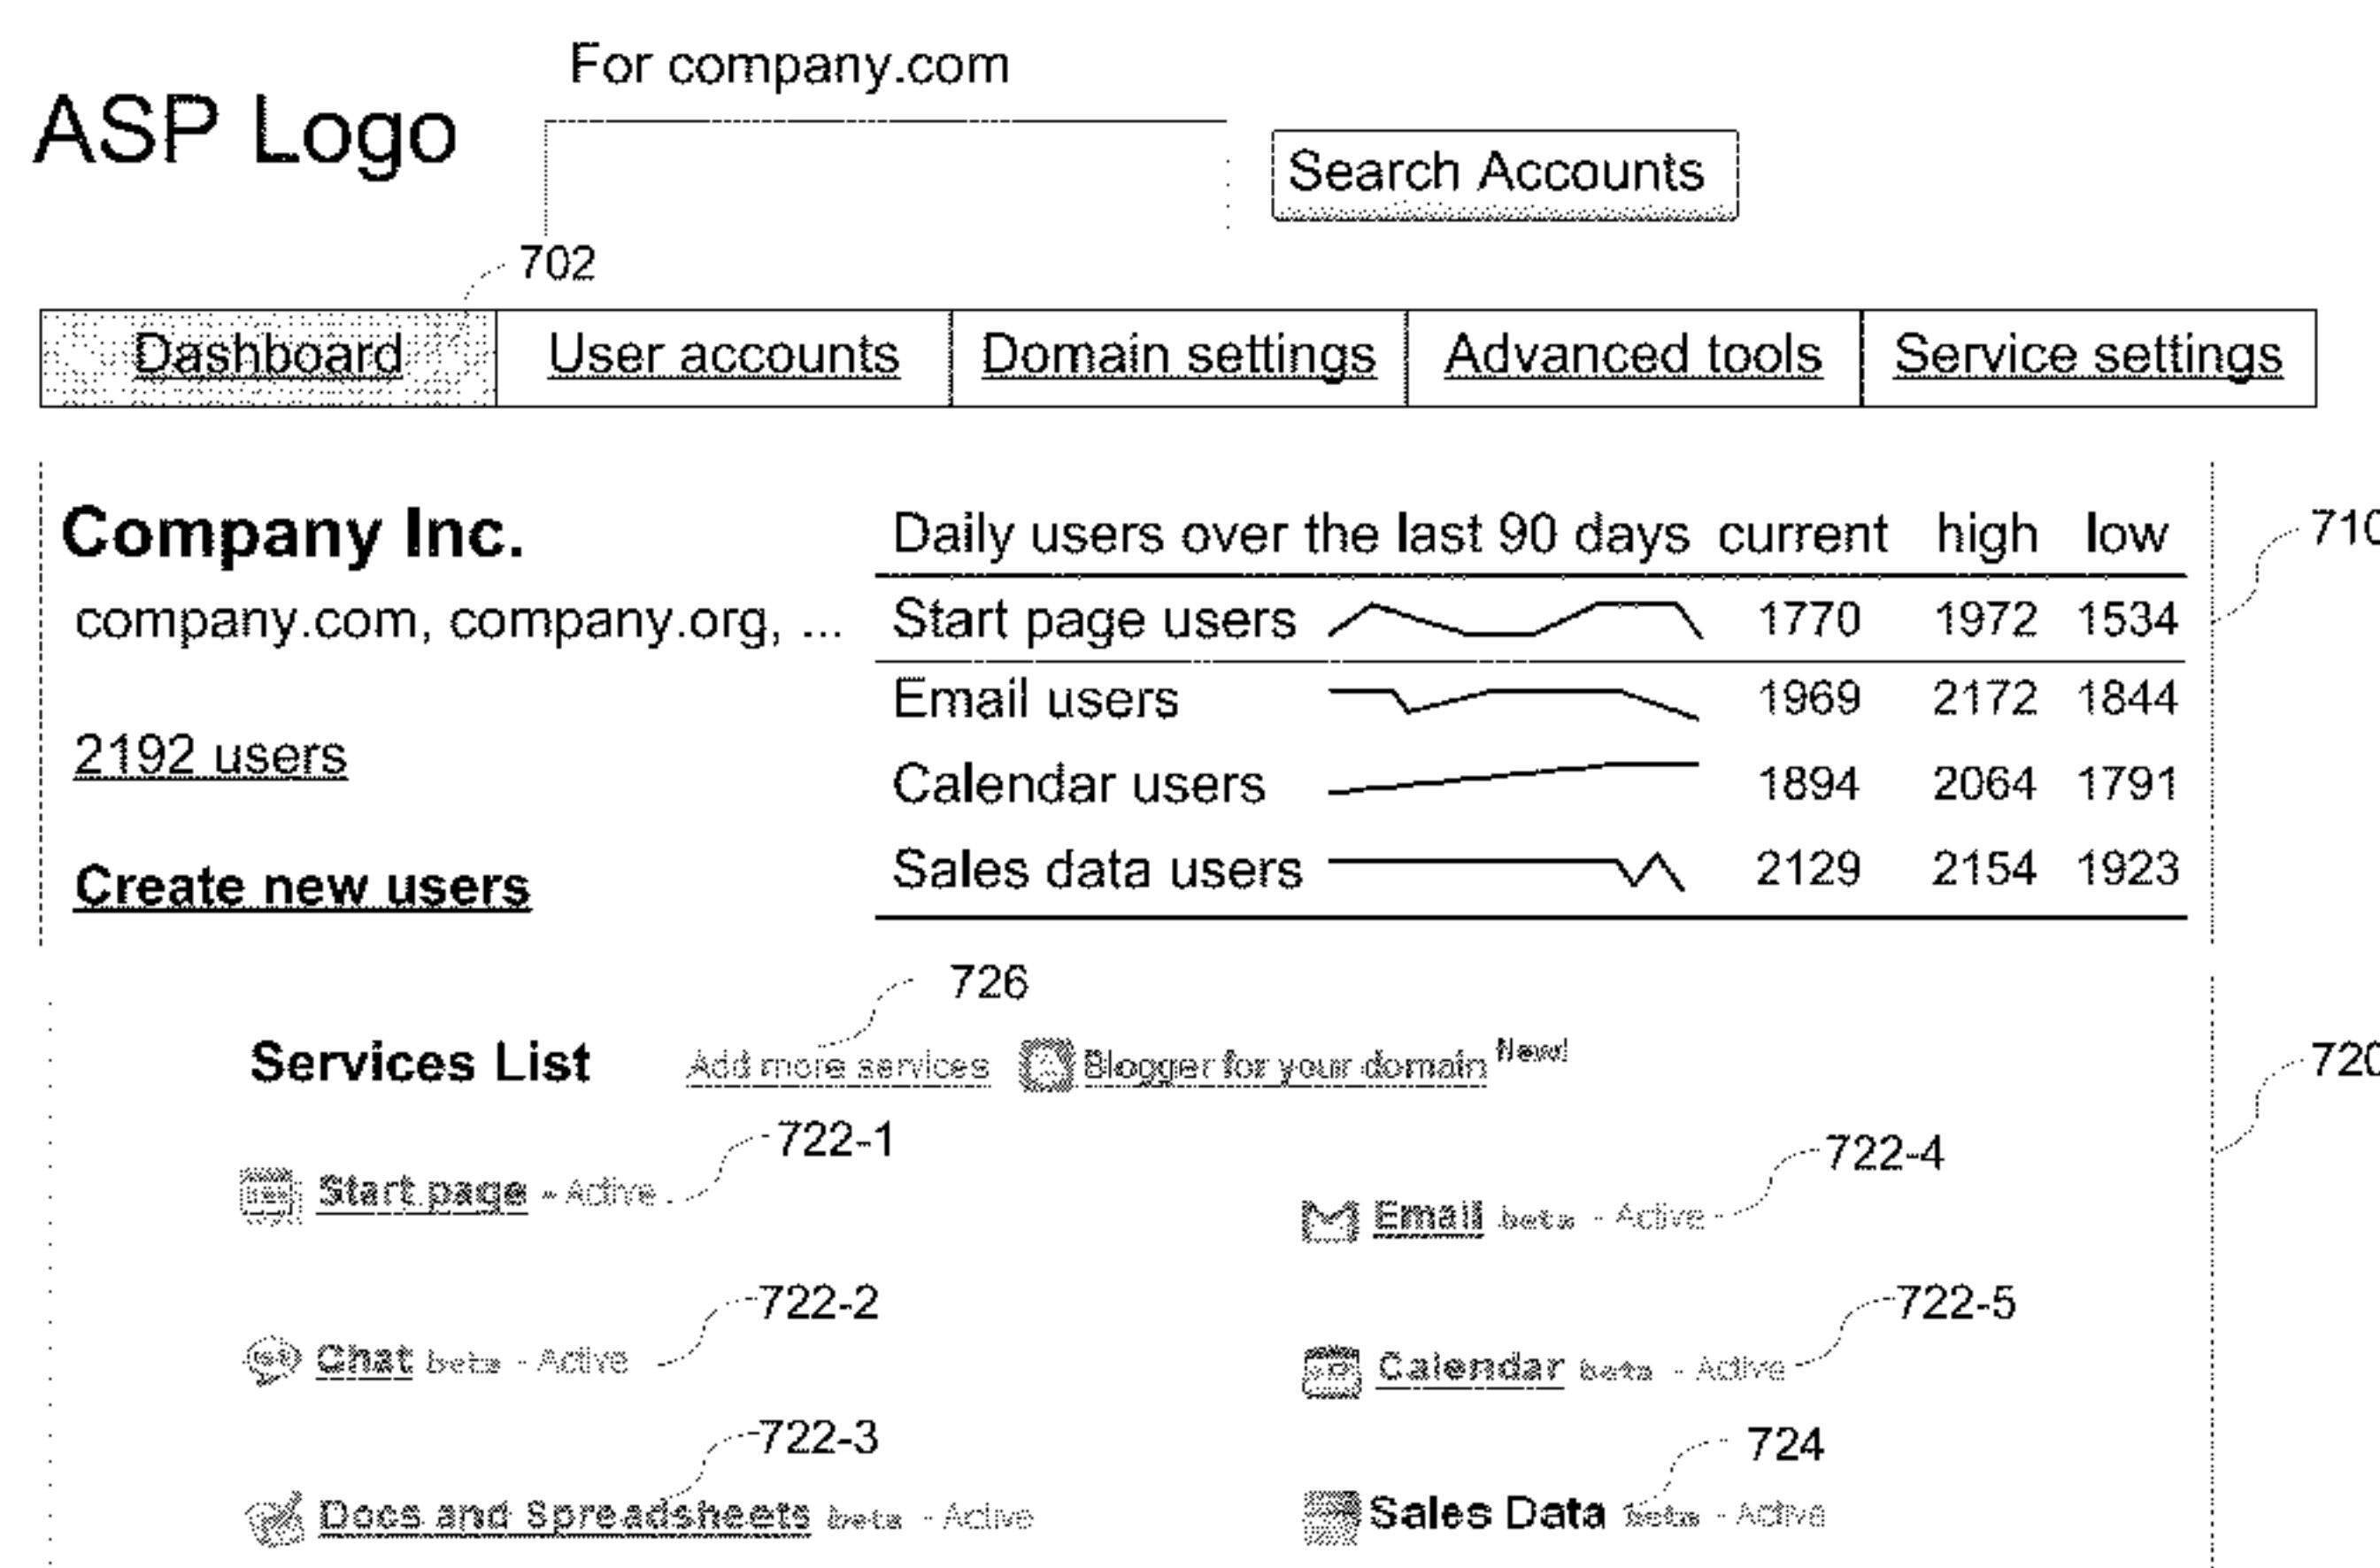 For company.com
ASP Logo
Search Accounts
702
Dashboard User accounts Domain settings Advanced tools Service settings
Company Inc. Daily users over the last 90 days current high low
710
company.com, company.org, ... Start page users 1770 1972 1534
Email users 1969 2172 1844
2192 users
Calendar users 1894 2064 1791
Create new users Sales data users 2129 2154 1923
726
Services List Add more services Blogger for your domain New!
720
722-1
722-4
Start page - Active
Email beta - Active
722-2
722-5
Chat beta - Active
Calendar beta - Active
722-3
724
Docs and Spreadsheets beta - Active
Sales Data beta - Active